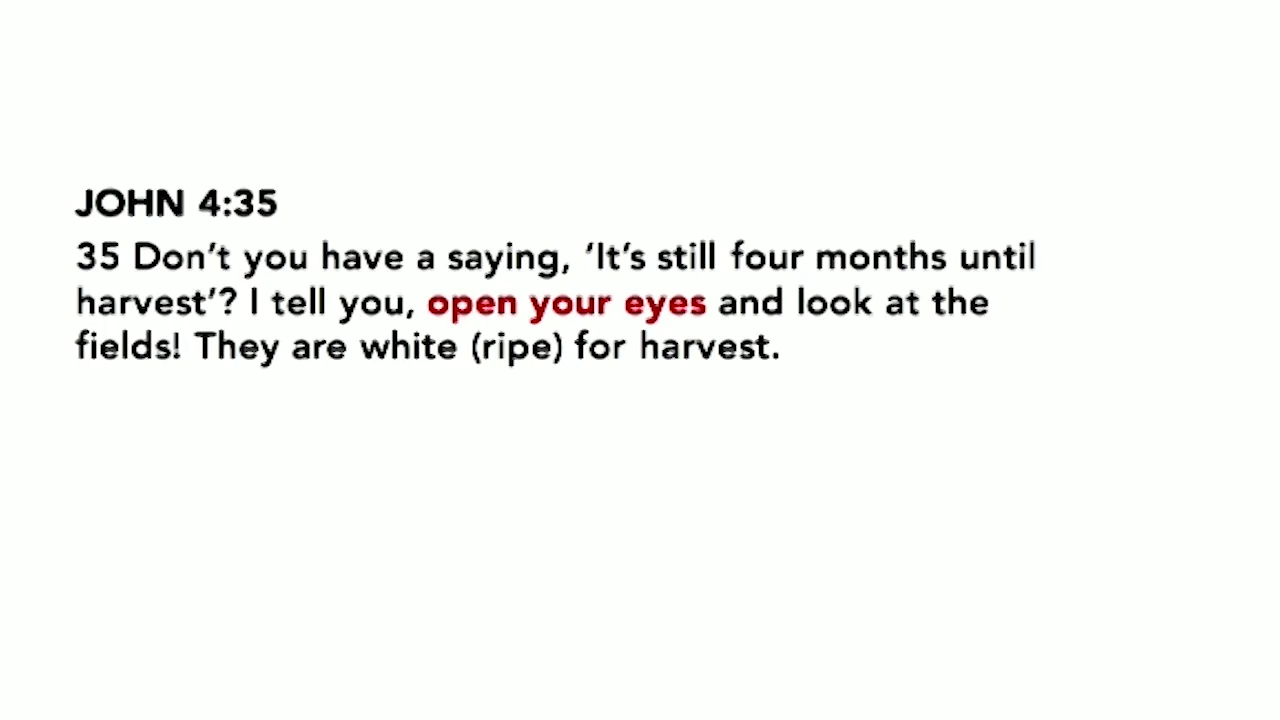 JOHN 4:35
35 Don’t you have a saying, ‘It’s still four months until
harvest’? I tell you, open your eyes and look at the
fields! They are white (ripe) for harvest.